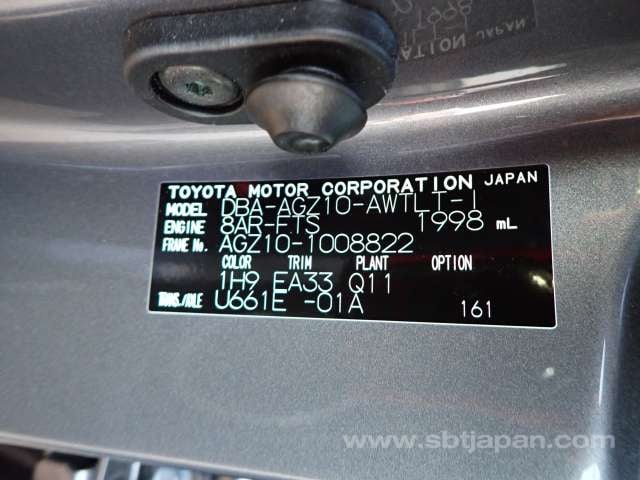 TOYOTA MOTOR CORPORATION JAPAN
MODEL DBA-AGZ10-AWTLT-1
ENGINE 8AR-FTS 1998 mL
FRAME No. AGZ10-1008822
COLOR TRIM PLANT OPTION
1H9 EA33 Q11
TRANS./AXLE U661E -01A 161
www.sbtjapan.com